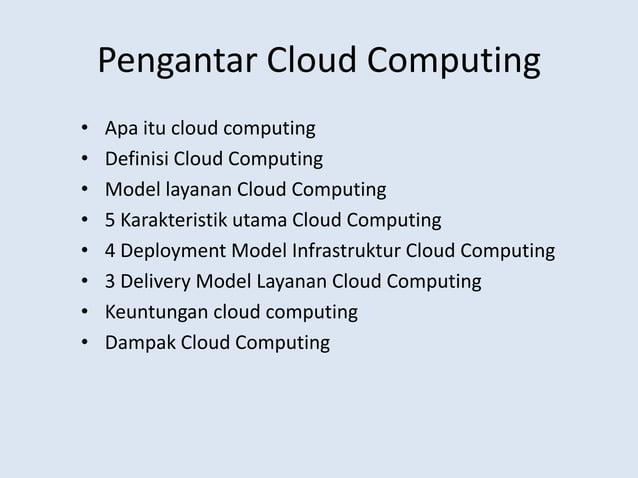 Pengantar Cloud Computing
• Apa itu cloud computing
• Definisi Cloud Computing
• Model layanan Cloud Computing
• 5 Karakteristik utama Cloud Computing
• 4 Deployment Model Infrastruktur Cloud Computing
• 3 Delivery Model Layanan Cloud Computing
• Keuntungan cloud computing
• Dampak Cloud Computing